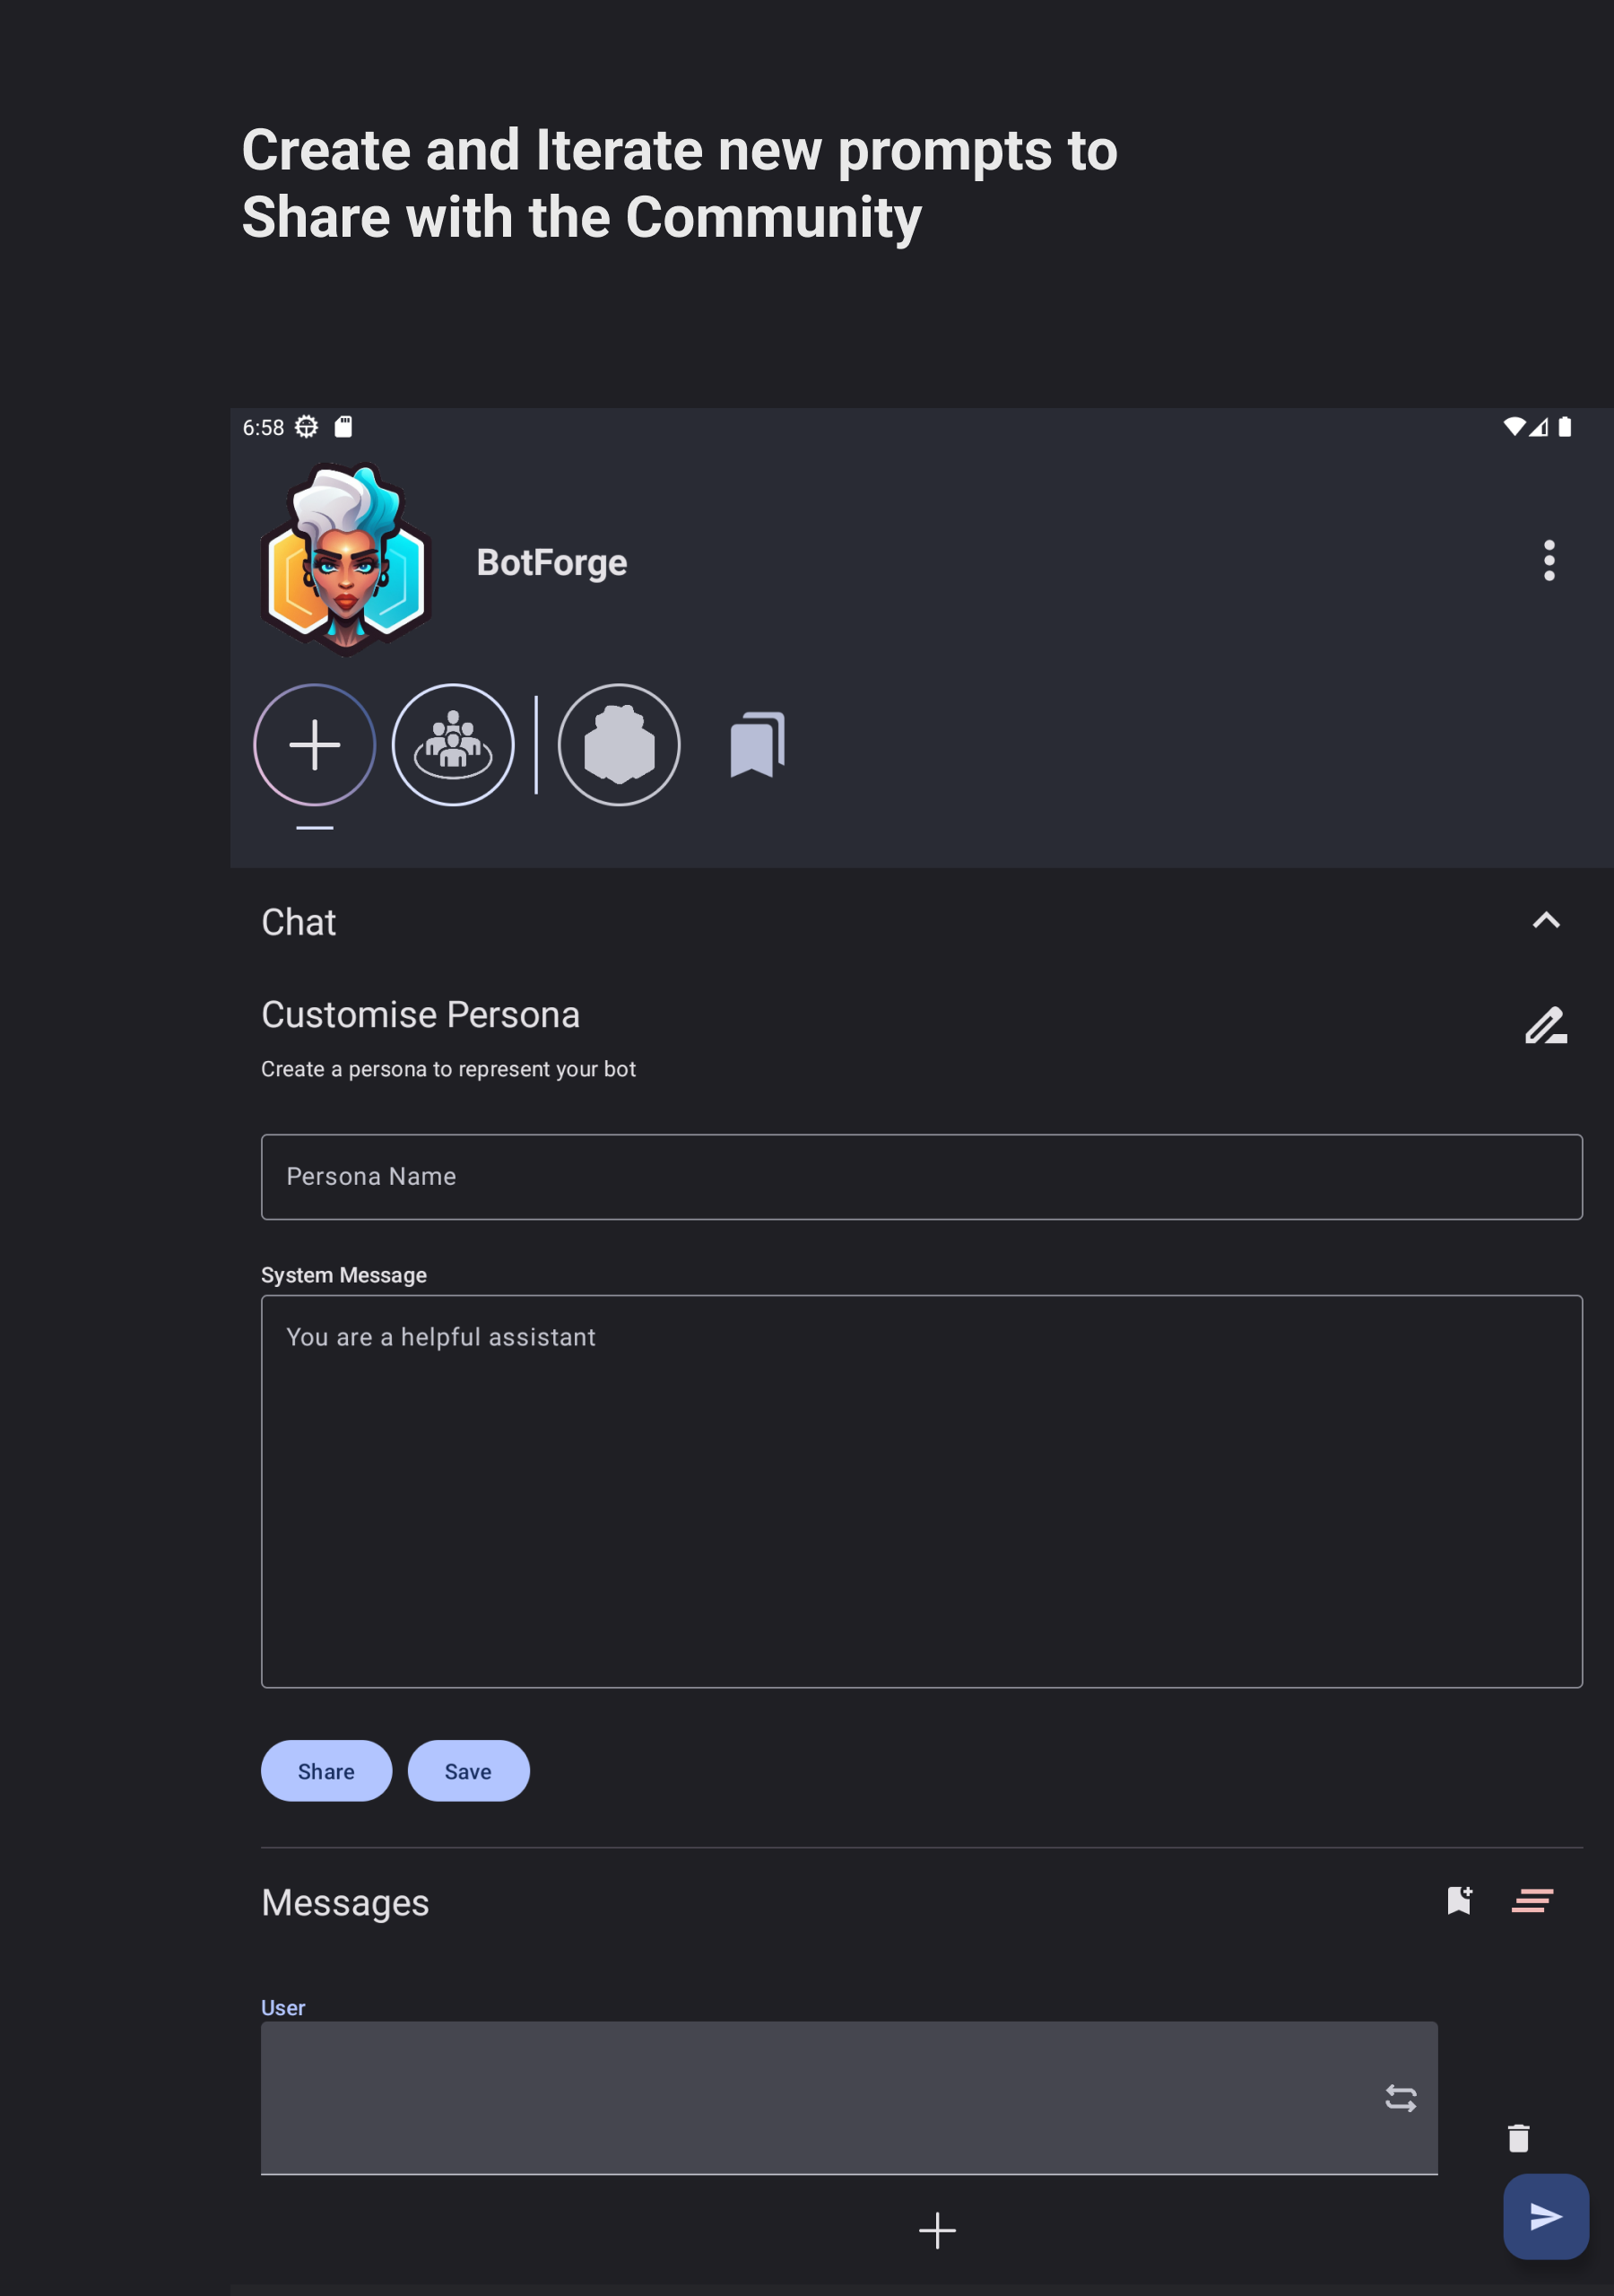 Create and Iterate new prompts to
Share with the Community
6:58
BotForge
Chat
Customise Persona
Create a persona to represent your bot
Persona Name
System Message
You are a helpful assistant
Share Save
Messages
User